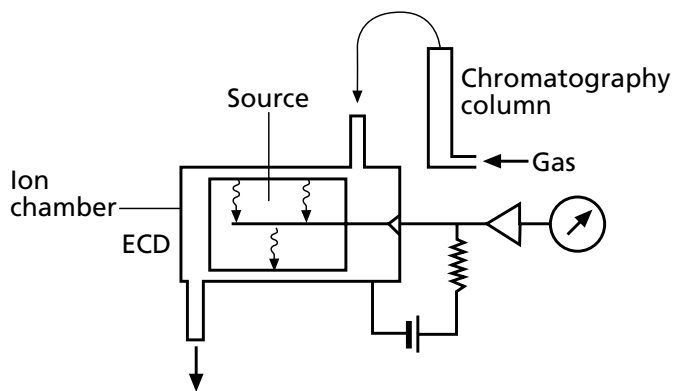 Chromatography
column
Source
Gas
Ion
chamber
ECD